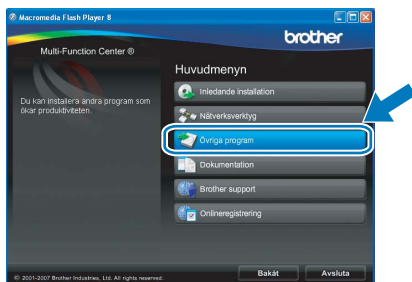 Macromedia Flash Player 8
brother
Multi-Function Center ®
Huvudmenyn
Du kan installera andra program som
ökar produktiviteten.
Inledande installation
Nätverksverktyg
Övriga program
Dokumentation
Brother support
Onlineregistrering
Bakåt
Avsluta
© 2001-2007 Brother Industries, Ltd. All rights reserved.